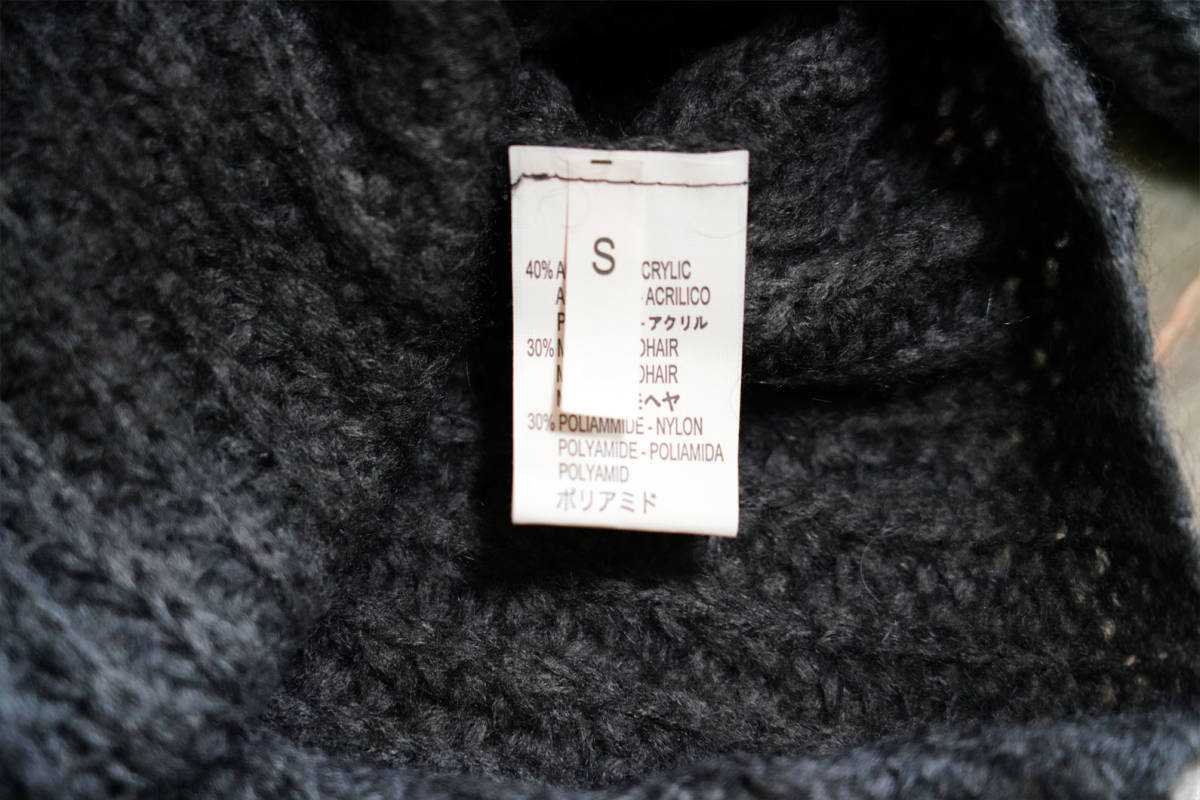 S
40% CRYLIC
- ACRILICO
- アクリル
30% OHAIR
OHAIR
ヘヤ
30% POLIAMMIDE - NYLON
POLYAMIDE - POLIAMIDA
POLYAMID
ポリアミド